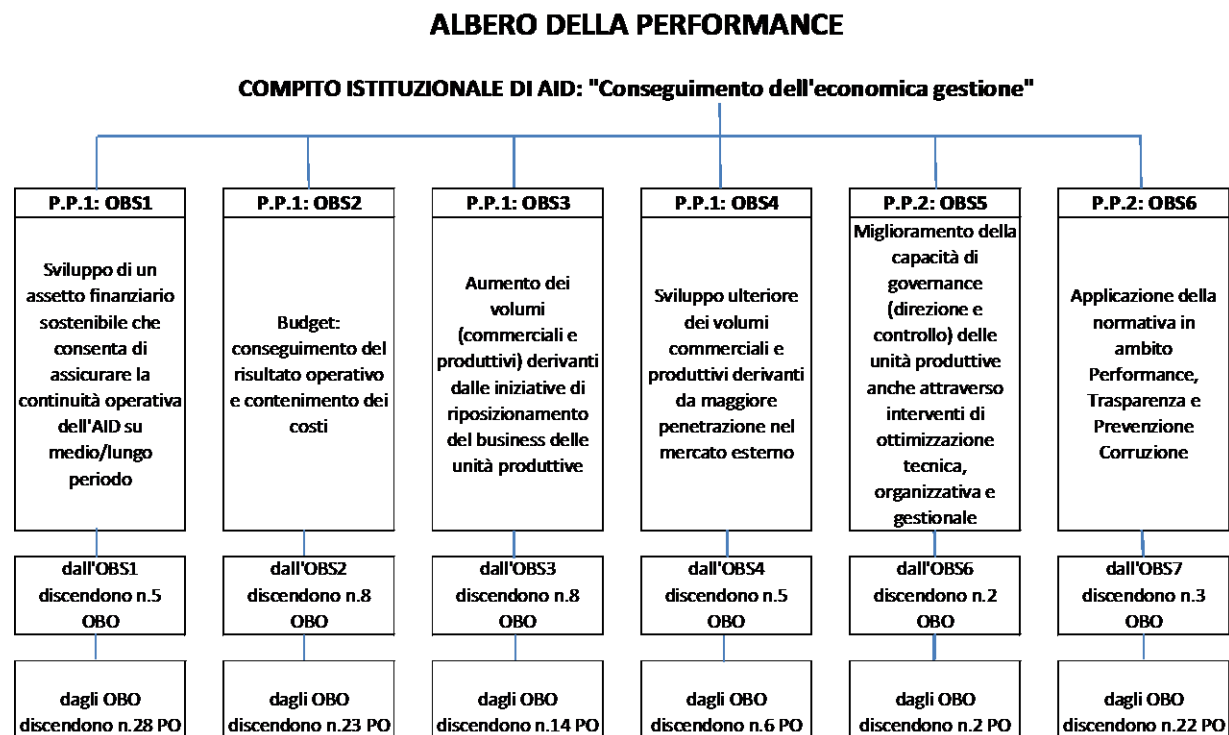 ALBERO DELLA PERFORMANCE
COMPITO ISTITUZIONALE DI AID: "Conseguimento dell'economica gestione"
P.P.1: OBS1
Sviluppo di un
assetto finanziario
sostenibile che
consenta di
assicurare la
continuità operativa
dell'AID su
medio/lungo
periodo
dall'OBS1
discendono n.5
OBO
dagli OBO
discendono n.28 PO
P.P.1: OBS2
Budget:
conseguimento del
risultato operativo
e contenimento dei
costi
dall'OBS2
discendono n.8
OBO
dagli OBO
discendono n.23 PO
P.P.1: OBS3
Aumento dei
volumi
(commerciali e
produttivi) derivanti
dalle iniziative di
riposizionamento
del business delle
unità produttive
dall'OBS3
discendono n.8
OBO
dagli OBO
discendono n.14 PO
P.P.1: OBS4
Sviluppo ulteriore
dei volumi
commerciali e
produttivi derivanti
da maggiore
penetrazione nel
mercato esterno
dall'OBS4
discendono n.5
OBO
dagli OBO
discendono n.6 PO
P.P.2: OBS5
Miglioramento della
capacità di
governance
(direzione e
controllo) delle
unità produttive
anche attraverso
interventi di
ottimizzazione
tecnica,
organizzativa e
gestionale
dall'OBS6
discendono n.2
OBO
dagli OBO
discendono n.2 PO
P.P.2: OBS6
Applicazione della
normativa in
ambito
Performance,
Trasparenza e
Prevenzione
Corruzione
dall'OBS7
discendono n.3
OBO
dagli OBO
discendono n.22 PO